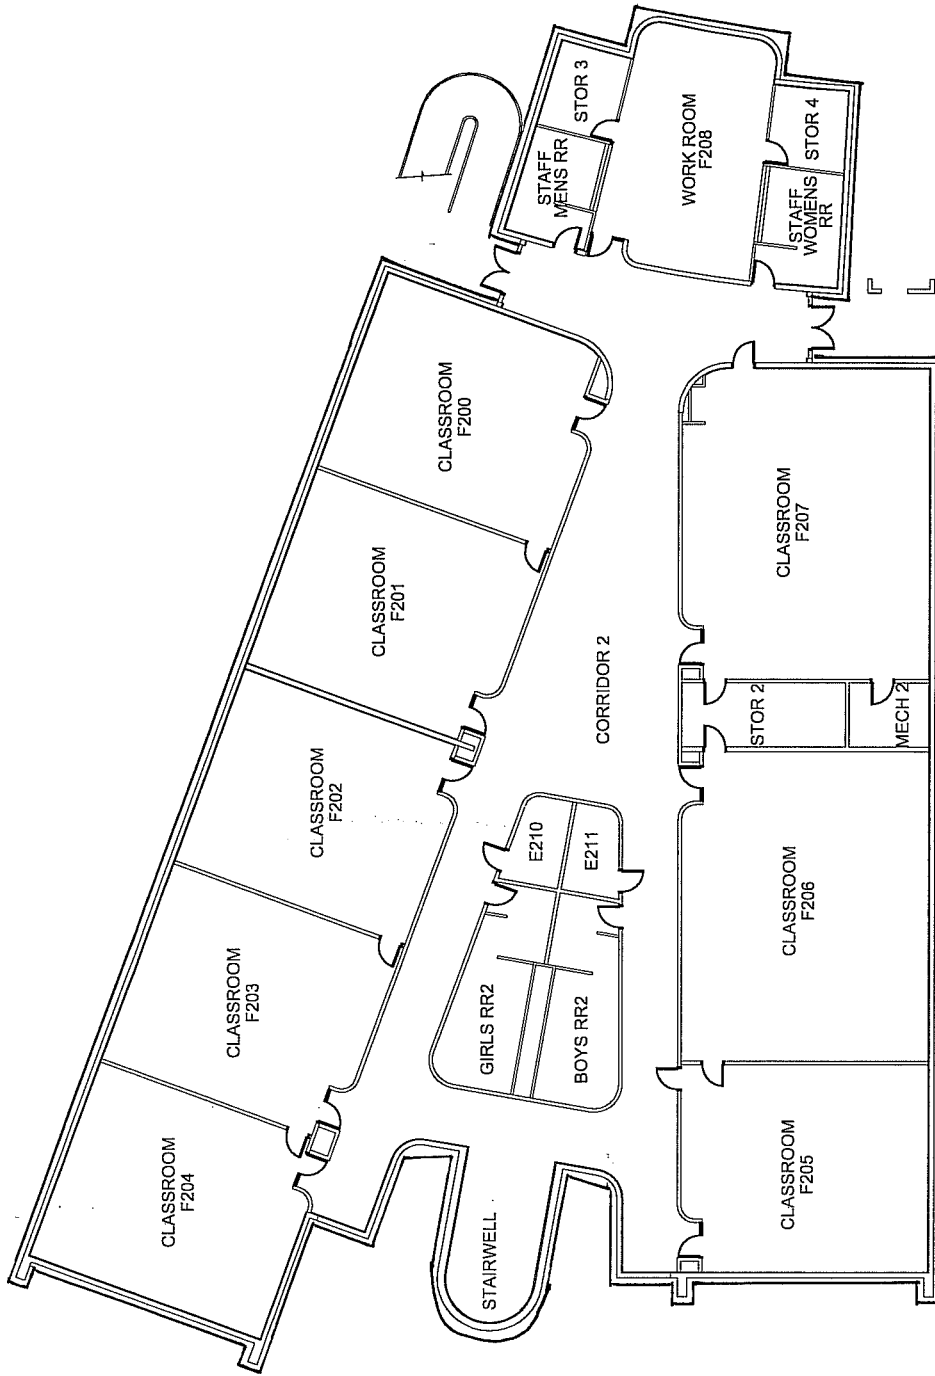 STOR 3
STAFF
MENS RR
WORK ROOM
F208
STOR 4
STAFF
WOMENS
RR
CLASSROOM
F200
CLASSROOM
F201
CLASSROOM
F202
CLASSROOM
F203
CLASSROOM
F204
CORRIDOR 2
E210
E211
GIRLS RR2
BOYS RR2
STAIRWELL
CLASSROOM
F207
STOR 2
MECH 2
CLASSROOM
F206
CLASSROOM
F205